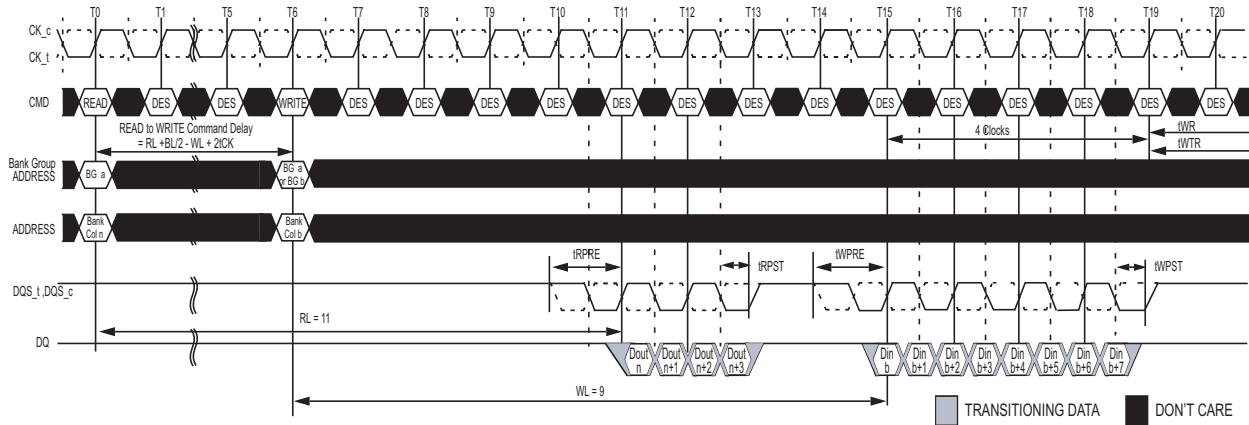 T0 T1 T5 T6 T7 T8 T9 T10 T11 T12 T13 T14 T15 T16 T17 T18 T19 T20
CK_c
CK_t
CMD READ DES DES WRITE DES DES DES DES DES DES DES DES DES DES DES DES DES DES
READ to WRITE Command Delay
= RL +BL/2 - WL + 2tCK
4 Clocks
tWR
tWTR
Bank Group
ADDRESS
BG a
BG a
or BG b
ADDRESS
Bank
Col n
Bank
Col b
tRPRE
tRPST
tWPRE
tWPST
DQS_t ,DQS_c
RL = 11
DQ
Dout
n
Dout
n+1
Dout
n+2
Dout
n+3
Din
b
Din
b+1
Din
b+2
Din
b+3
Din
b+4
Din
b+5
Din
b+6
Din
b+7
WL = 9
TRANSITIONING DATA
DON'T CARE